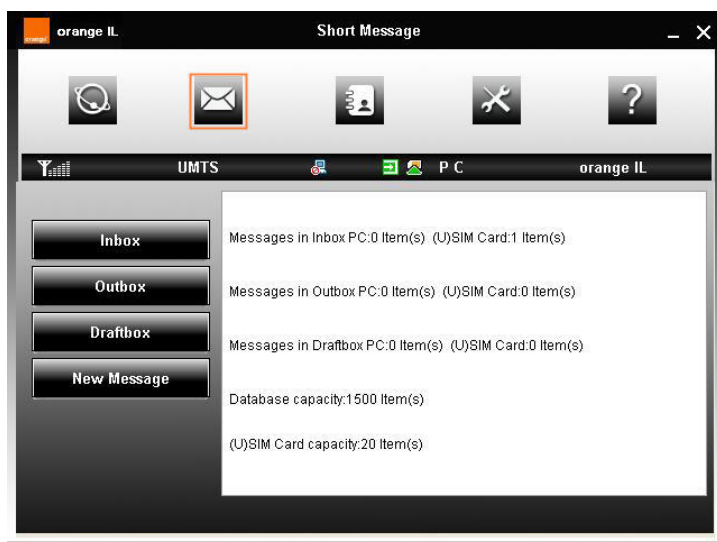 orange IL Short Message
orange
UMTS P C orange IL
Inbox
Outbox
Draftbox
New Message
Messages in Inbox PC:0 Item(s) (U)SIM Card:1 Item(s)
Messages in Outbox PC:0 Item(s) (U)SIM Card:0 Item(s)
Messages in Draftbox PC:0 Item(s) (U)SIM Card:0 Item(s)
Database capacity:1500 Item(s)
(U)SIM Card capacity:20 Item(s)